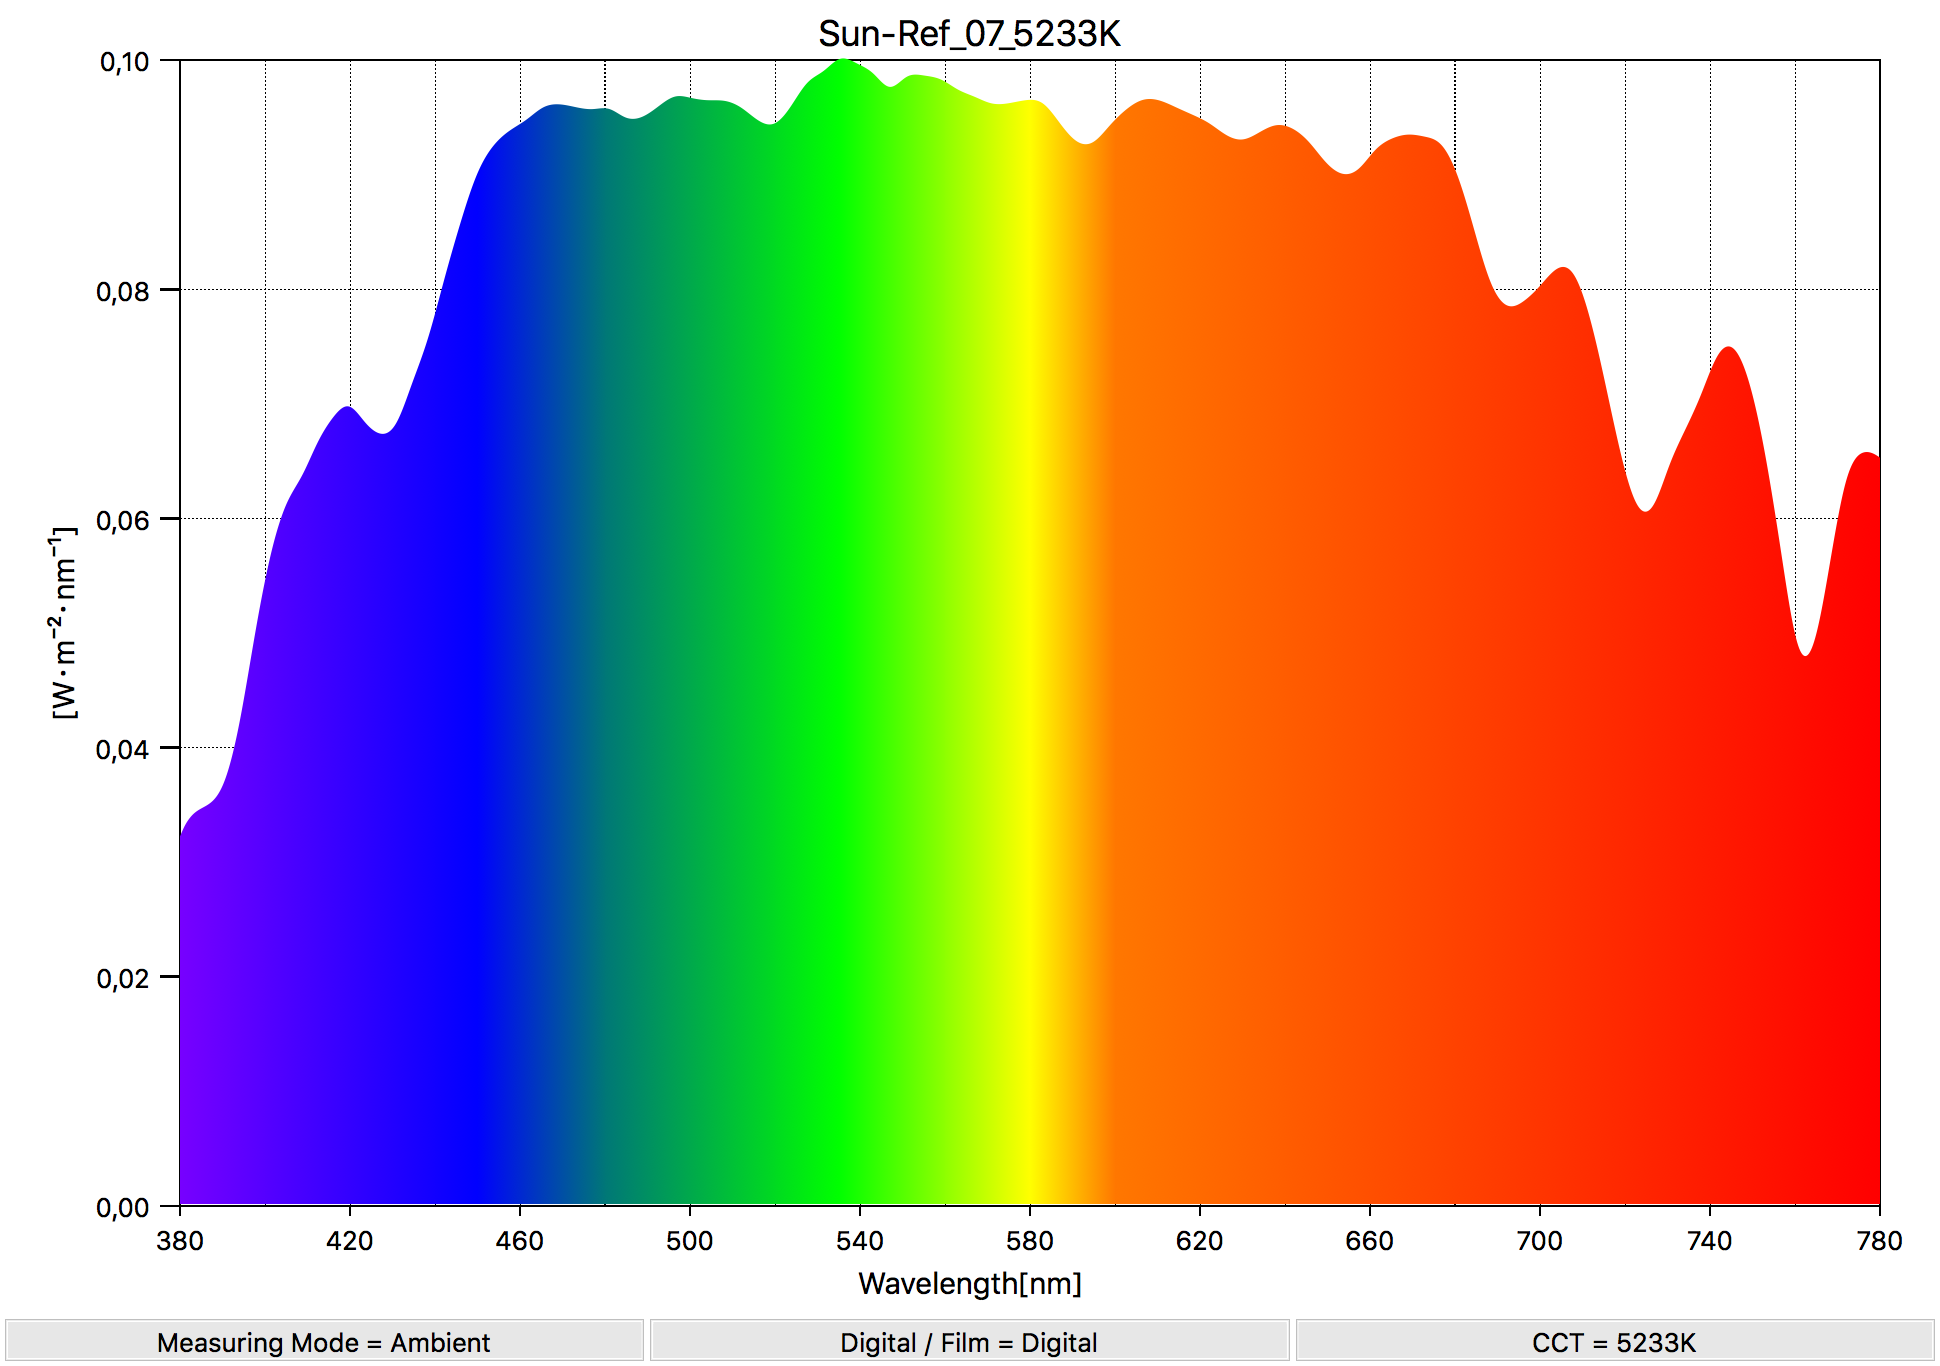 Sun-Ref_07_5233K
0,10
0,08
0,06
0,04
0,02
0,00
[W·m⁻²·nm⁻¹]
380 420 460 500 540 580 620 660 700 740 780
Wavelength[nm]
Measuring Mode = Ambient
Digital / Film = Digital
CCT = 5233K